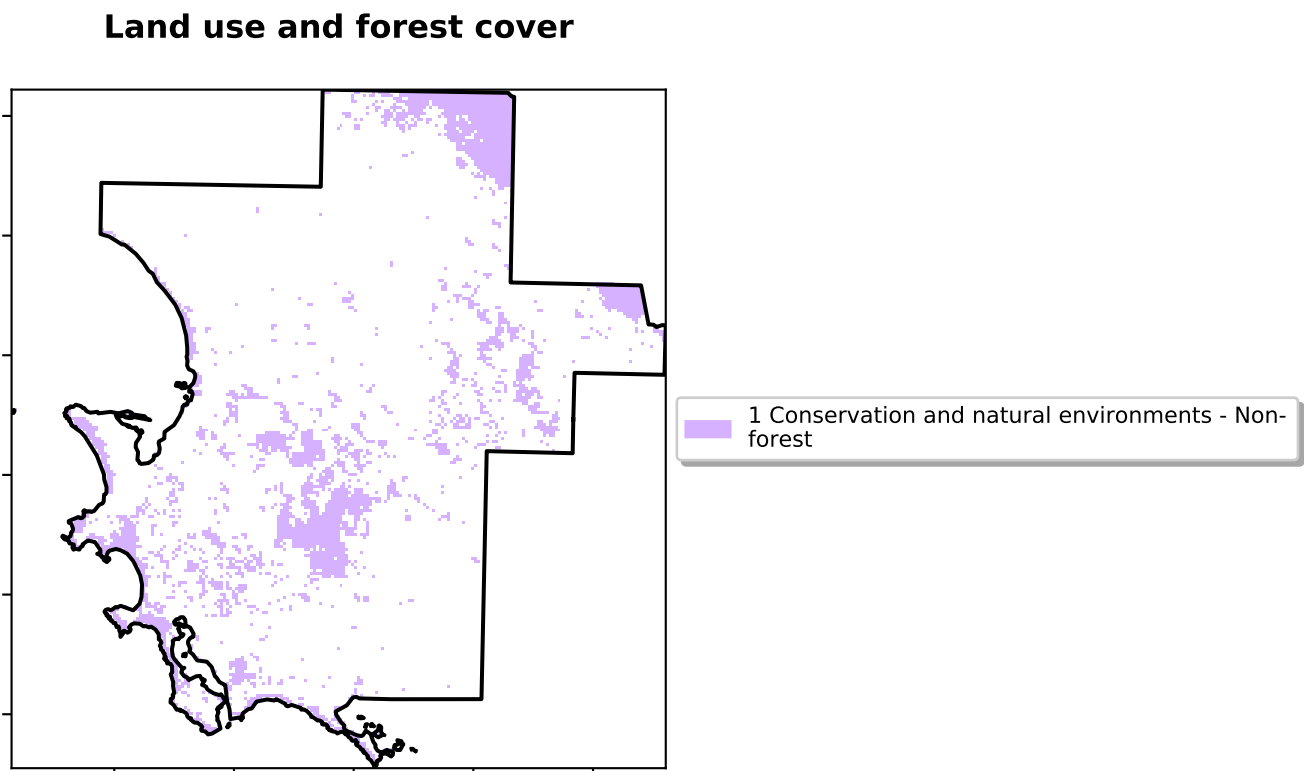 Land use and forest cover
1 Conservation and natural environments - Non-
forest